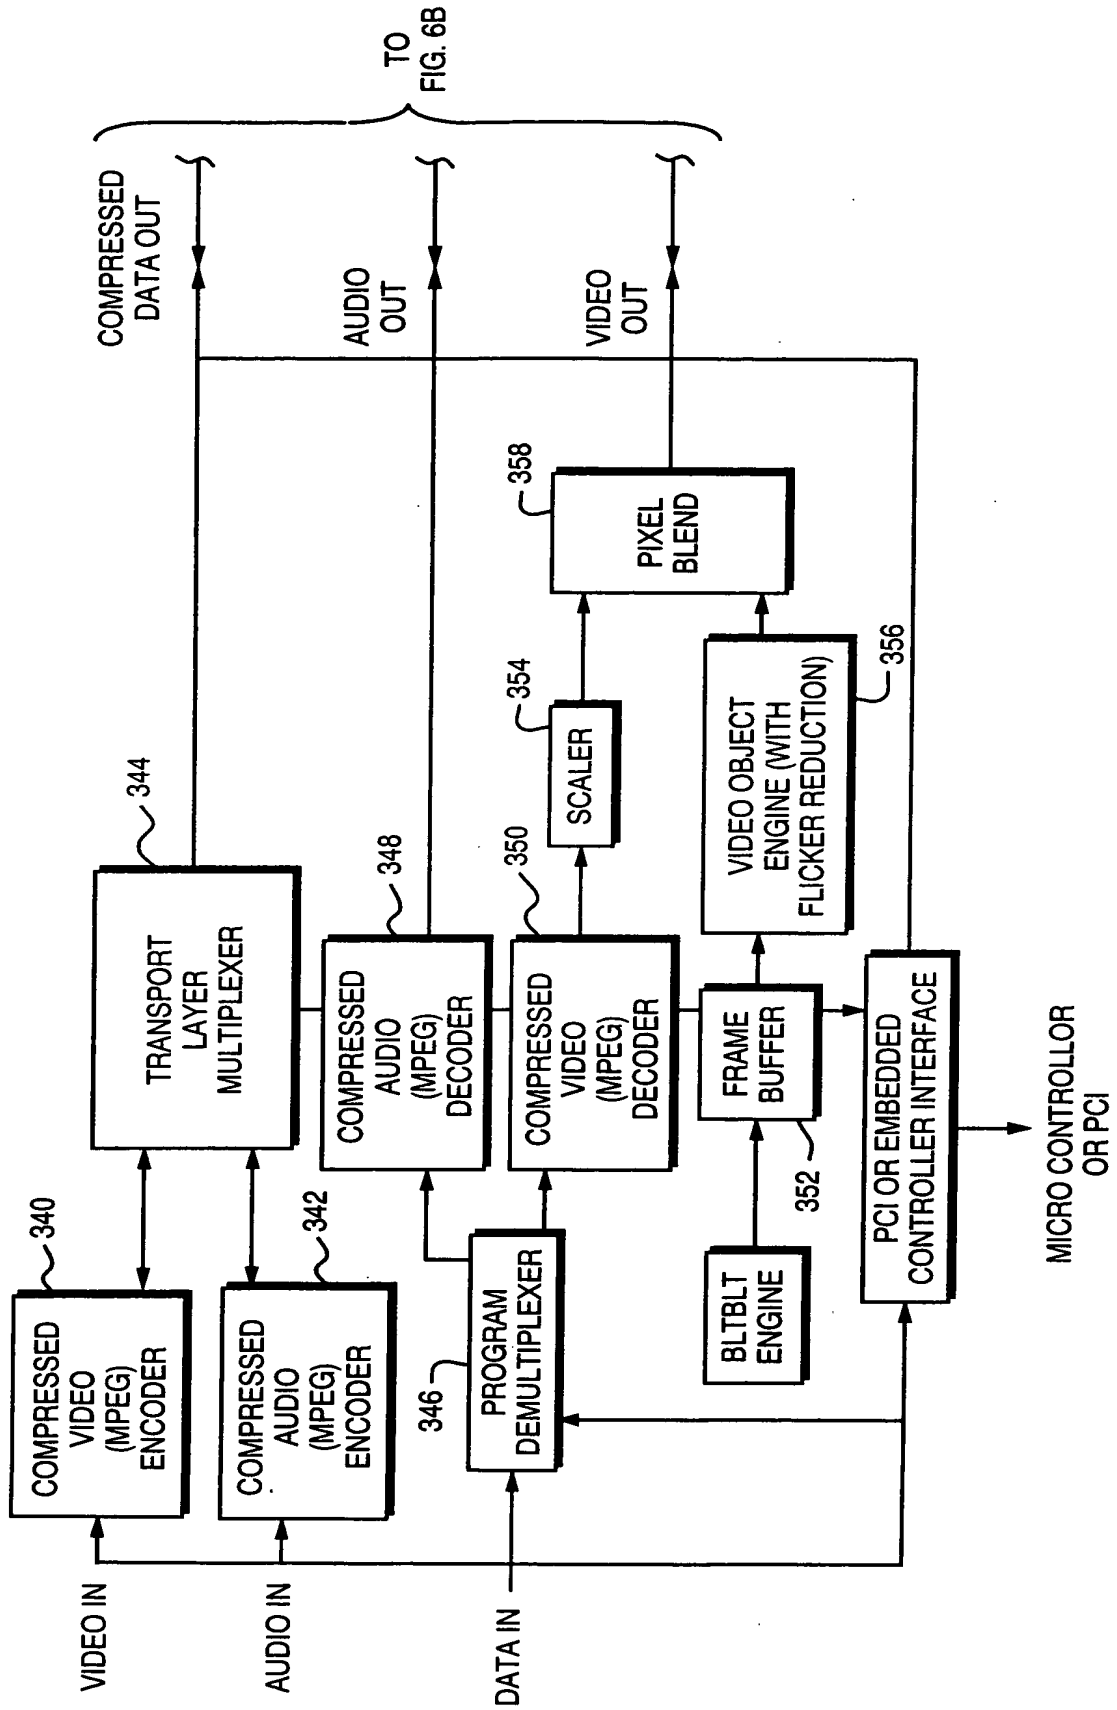 VIDEO IN
AUDIO IN
DATA IN
340
COMPRESSED
VIDEO
(MPEG)
ENCODER
342
COMPRESSED
AUDIO
(MPEG)
ENCODER
344
TRANSPORT
LAYER
MULTIPLEXER
346
PROGRAM
DEMULTIPLEXER
348
COMPRESSED
AUDIO
(MPEG)
DECODER
350
COMPRESSED
VIDEO
(MPEG)
DECODER
BLTBLT
ENGINE
352
FRAME
BUFFER
354
SCALER
VIDEO OBJECT
ENGINE (WITH
FLICKER REDUCTION)
356
358
PIXEL
BLEND
PCI OR EMBEDDED
CONTROLLER INTERFACE
MICRO CONTROLLOR
OR PCI
COMPRESSED
DATA OUT
AUDIO
OUT
VIDEO
OUT
TO
FIG. 6B